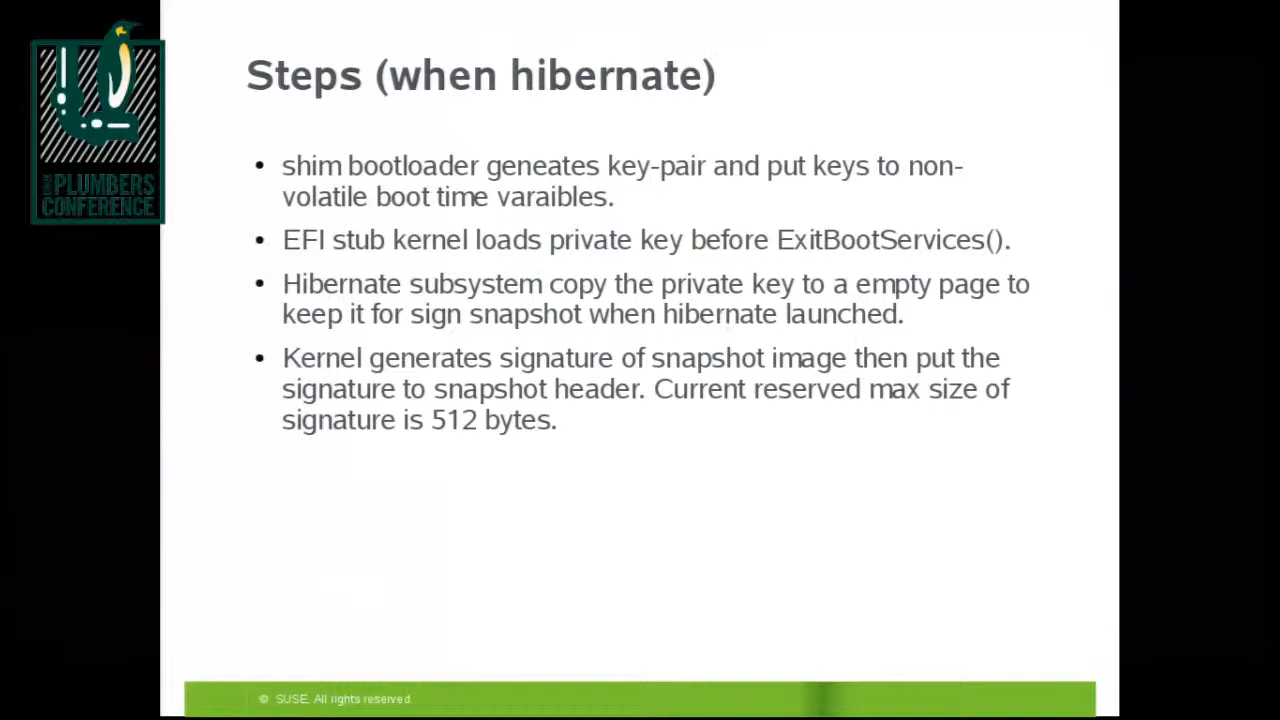 Steps (when hibernate)
• shim bootloader geneates key-pair and put keys to non-
volatile boot time varaibles.
• EFI stub kernel loads private key before ExitBootServices().
• Hibernate subsystem copy the private key to a empty page to
keep it for sign snapshot when hibernate launched.
• Kernel generates signature of snapshot image then put the
signature to snapshot header. Current reserved max size of
signature is 512 bytes.
LINUX PLUMBERS
CONFERENCE
© SUSE, All rights reserved.